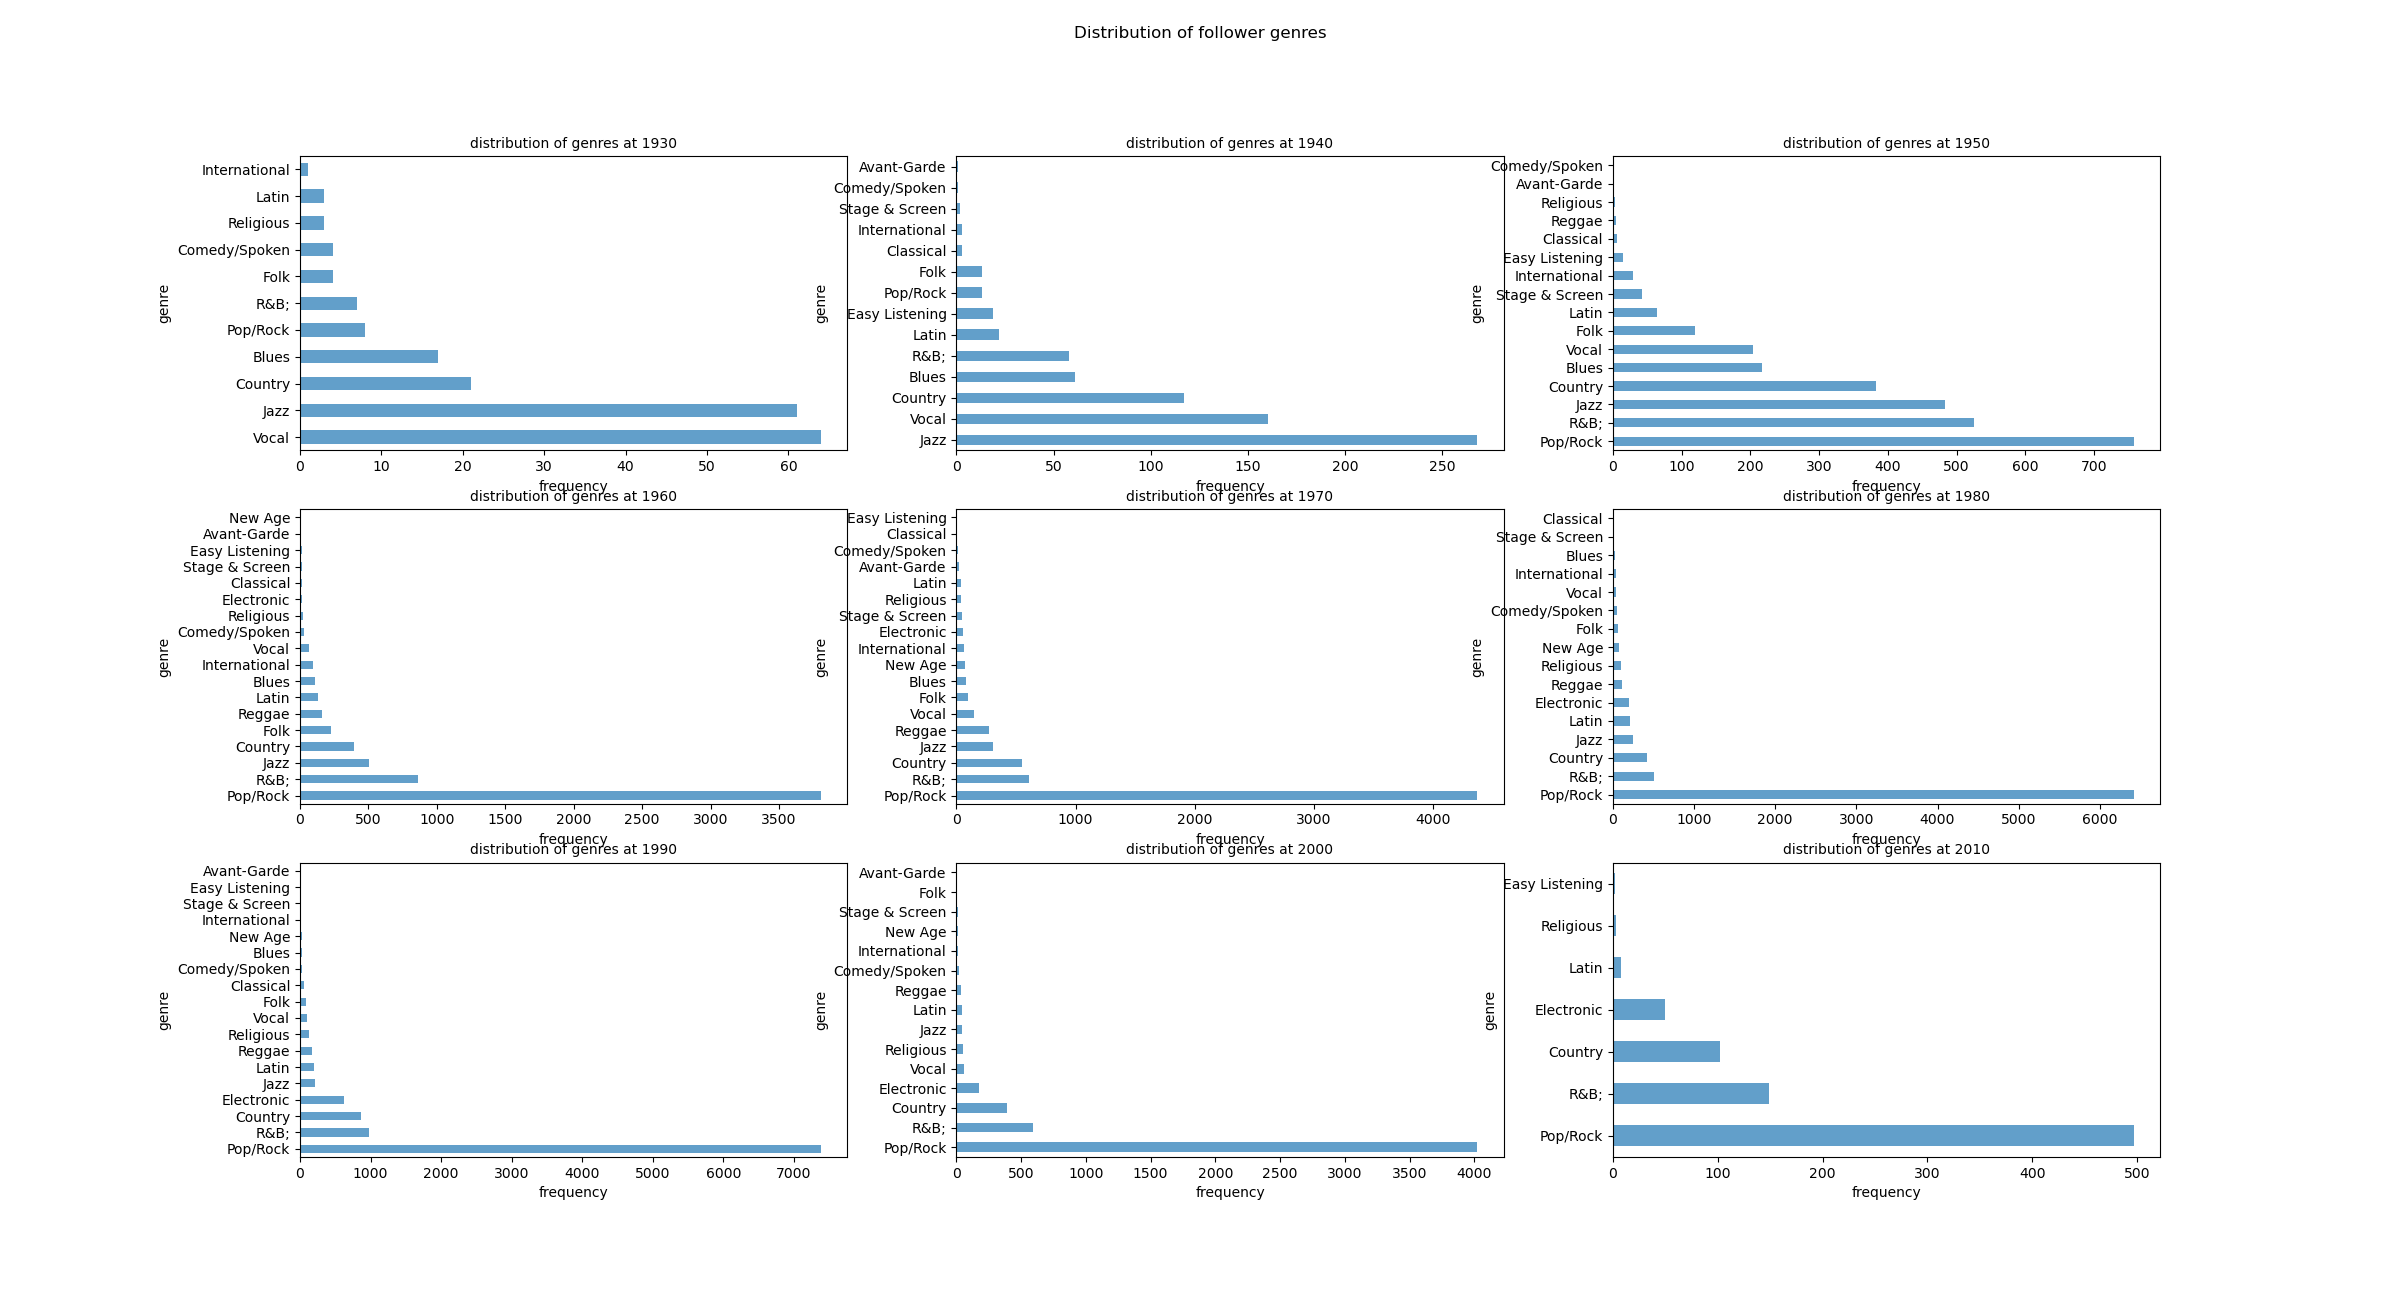 Distribution of follower genres
distribution of genres at 1930
genre
International
Latin
Religious
Comedy/Spoken
Folk
R&B;
Pop/Rock
Blues
Country
Jazz
Vocal
0 10 20 30 40 50 60
frequency
distribution of genres at 1940
genre
Avant-Garde
Comedy/Spoken
Stage & Screen
International
Classical
Folk
Pop/Rock
Easy Listening
Latin
R&B;
Blues
Country
Vocal
Jazz
0 50 100 150 200 250
frequency
distribution of genres at 1950
genre
Comedy/Spoken
Avant-Garde
Religious
Reggae
Classical
Easy Listening
International
Stage & Screen
Latin
Folk
Vocal
Blues
Country
Jazz
R&B;
Pop/Rock
0 100 200 300 400 500 600 700
frequency
distribution of genres at 1960
genre
New Age
Avant-Garde
Easy Listening
Stage & Screen
Classical
Electronic
Religious
Comedy/Spoken
Vocal
International
Blues
Latin
Reggae
Folk
Country
Jazz
R&B;
Pop/Rock
0 500 1000 1500 2000 2500 3000 3500
frequency
distribution of genres at 1970
genre
Easy Listening
Classical
Comedy/Spoken
Avant-Garde
Latin
Religious
Stage & Screen
Electronic
International
New Age
Blues
Folk
Vocal
Reggae
Jazz
Country
R&B;
Pop/Rock
0 1000 2000 3000 4000
frequency
distribution of genres at 1980
genre
Classical
Stage & Screen
Blues
International
Vocal
Comedy/Spoken
Folk
New Age
Religious
Reggae
Electronic
Latin
Jazz
Country
R&B;
Pop/Rock
0 1000 2000 3000 4000 5000 6000
frequency
distribution of genres at 1990
genre
Avant-Garde
Easy Listening
Stage & Screen
International
New Age
Blues
Comedy/Spoken
Classical
Folk
Vocal
Religious
Reggae
Latin
Jazz
Electronic
Country
R&B;
Pop/Rock
0 1000 2000 3000 4000 5000 6000 7000
frequency
distribution of genres at 2000
genre
Avant-Garde
Folk
Stage & Screen
New Age
International
Comedy/Spoken
Reggae
Latin
Jazz
Religious
Vocal
Electronic
Country
R&B;
Pop/Rock
0 500 1000 1500 2000 2500 3000 3500 4000
frequency
distribution of genres at 2010
genre
Easy Listening
Religious
Latin
Electronic
Country
R&B;
Pop/Rock
0 100 200 300 400 500
frequency